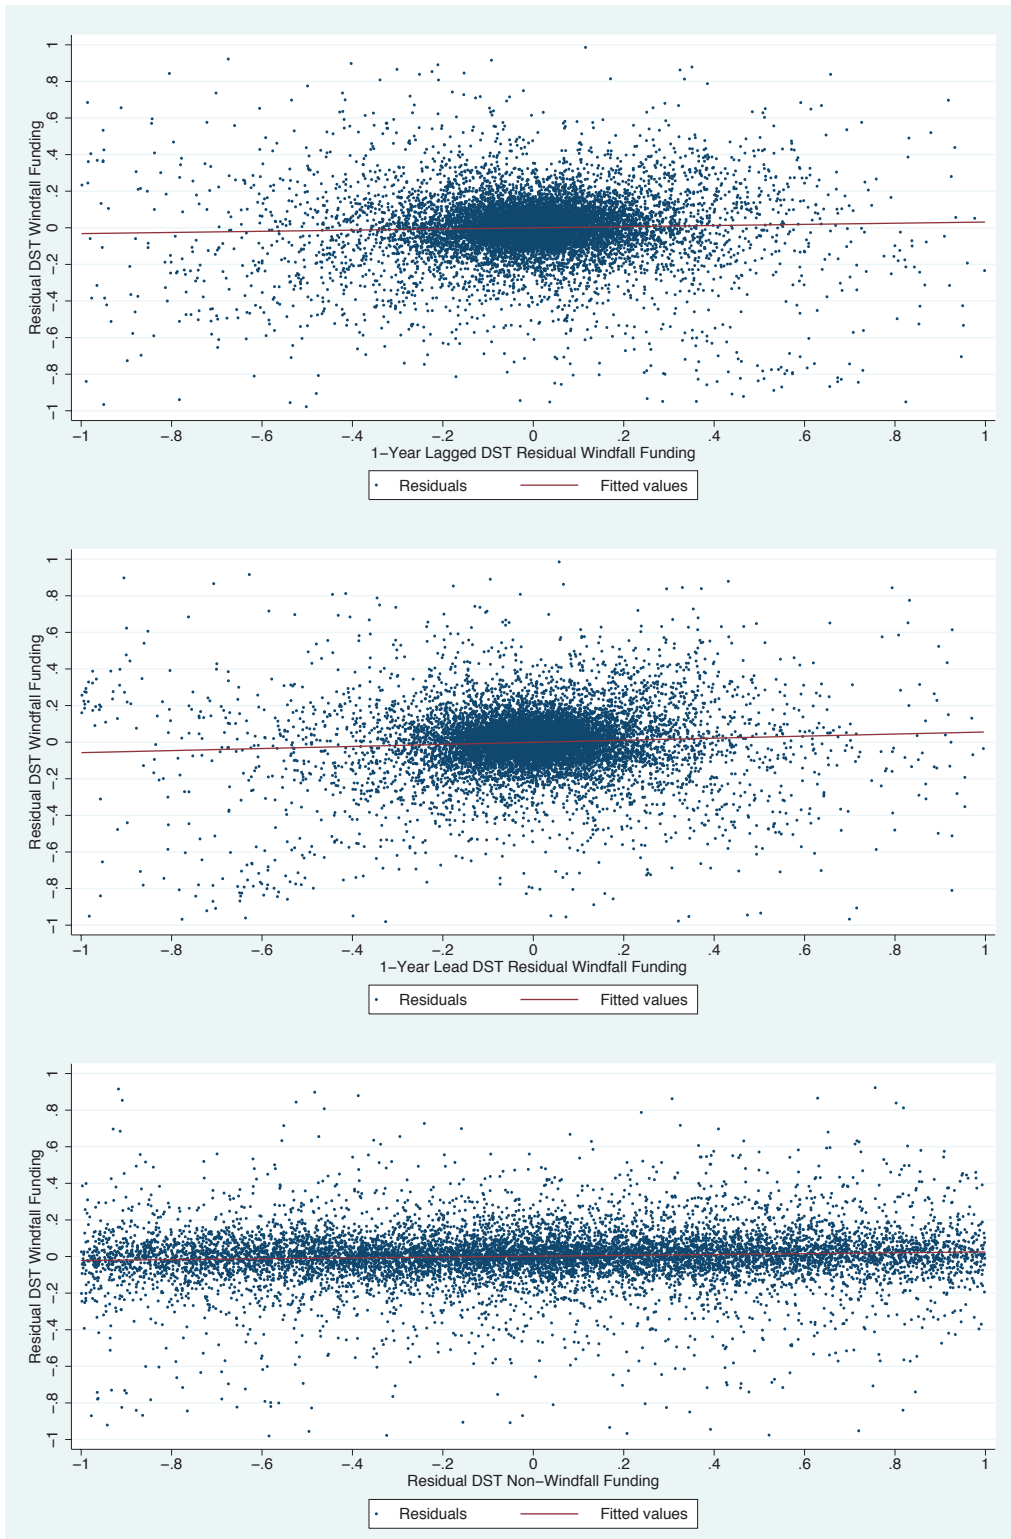 Residual DST Windfall Funding
1
.8
.6
.4
.2
0
−.2
−.4
−.6
−.8
−1
−1 −.8 −.6 −.4 −.2 0 .2 .4 .6 .8 1
1−Year Lagged DST Residual Windfall Funding
Residuals Fitted values
Residual DST Windfall Funding
1
.8
.6
.4
.2
0
−.2
−.4
−.6
−.8
−1
−1 −.8 −.6 −.4 −.2 0 .2 .4 .6 .8 1
1−Year Lead DST Residual Windfall Funding
Residuals Fitted values
Residual DST Windfall Funding
1
.8
.6
.4
.2
0
−.2
−.4
−.6
−.8
−1
−1 −.8 −.6 −.4 −.2 0 .2 .4 .6 .8 1
Residual DST Non−Windfall Funding
Residuals Fitted values